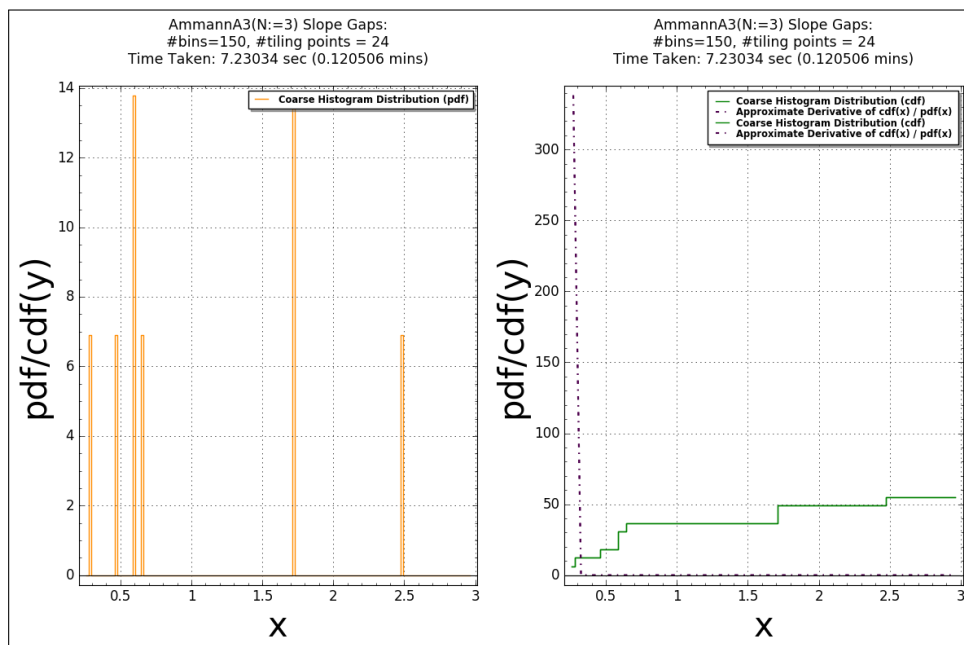 AmmannA3(N:=3) Slope Gaps:
#bins=150, #tiling points = 24
Time Taken: 7.23034 sec (0.120506 mins)
Coarse Histogram Distribution (pdf)
pdf/cdf(y)
14
12
10
8
6
4
2
0
0.5
1
1.5
2
2.5
3
x
AmmannA3(N:=3) Slope Gaps:
#bins=150, #tiling points = 24
Time Taken: 7.23034 sec (0.120506 mins)
Coarse Histogram Distribution (cdf)
Approximate Derivative of cdf(x) / pdf(x)
Coarse Histogram Distribution (cdf)
Approximate Derivative of cdf(x) / pdf(x)
pdf/cdf(y)
300
250
200
150
100
50
0
0.5
1
1.5
2
2.5
3
x